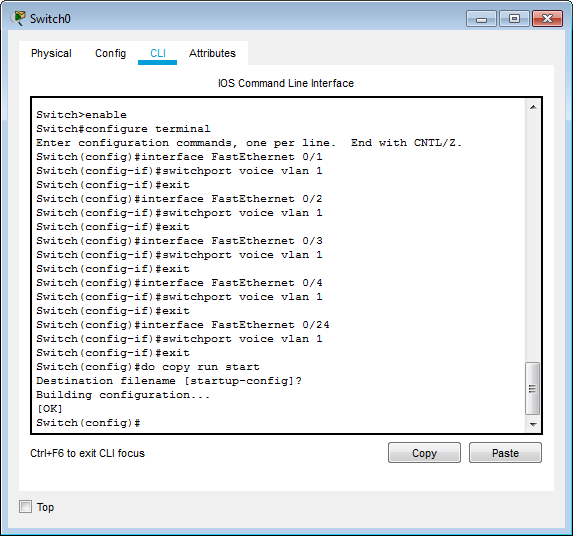 Switch0
Physical Config CLI Attributes
IOS Command Line Interface
Switch>enable
Switch#configure terminal
Enter configuration commands, one per line.  End with CNTL/Z.
Switch(config)#interface FastEthernet 0/1
Switch(config-if)#switchport voice vlan 1
Switch(config-if)#exit
Switch(config)#interface FastEthernet 0/2
Switch(config-if)#switchport voice vlan 1
Switch(config-if)#exit
Switch(config)#interface FastEthernet 0/3
Switch(config-if)#switchport voice vlan 1
Switch(config-if)#exit
Switch(config)#interface FastEthernet 0/4
Switch(config-if)#switchport voice vlan 1
Switch(config-if)#exit
Switch(config)#interface FastEthernet 0/24
Switch(config-if)#switchport voice vlan 1
Switch(config-if)#exit
Switch(config)#do copy run start
Destination filename [startup-config]?
Building configuration...
[OK]
Switch(config)#
Ctrl+F6 to exit CLI focus Copy Paste
Top